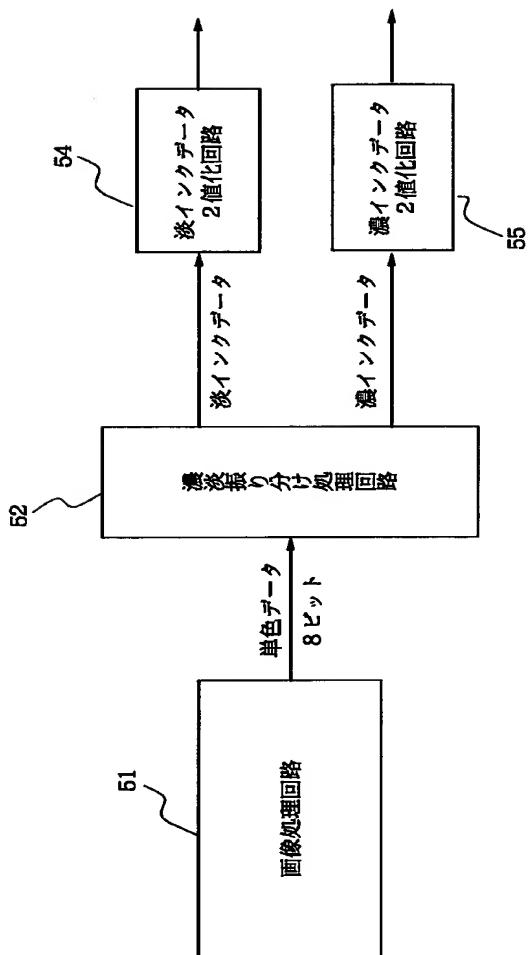 51
画像処理回路
単色データ
8ビット
52
濃淡振り分け処理回路
淡インクデータ
濃インクデータ
54
淡インクデータ
2値化回路
濃インクデータ
2値化回路
55